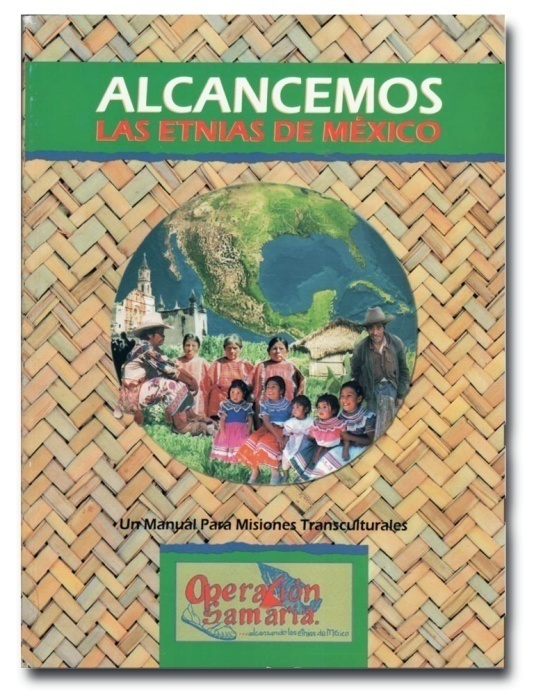 ALCANCEMOS
LAS ETNIAS DE MÉXICO
Un Manual Para Misiones Transculturales
Operación
Samaria.
...alcanzando las etnias de México